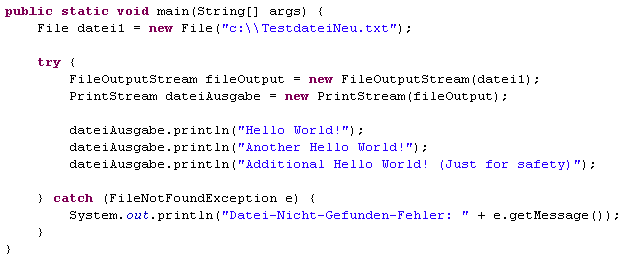 public static void main(String[] args) {
    File datei1 = new File("c:\\TestdateiNeu.txt");

    try {
        FileOutputStream fileOutput = new FileOutputStream(datei1);
        PrintStream dateiAusgabe = new PrintStream(fileOutput);

        dateiAusgabe.println("Hello World!");
        dateiAusgabe.println("Another Hello World!");
        dateiAusgabe.println("Additional Hello World! (Just for safety)");

    } catch (FileNotFoundException e) {
        System.out.println("Datei-Nicht-Gefunden-Fehler: " + e.getMessage());
    }
}